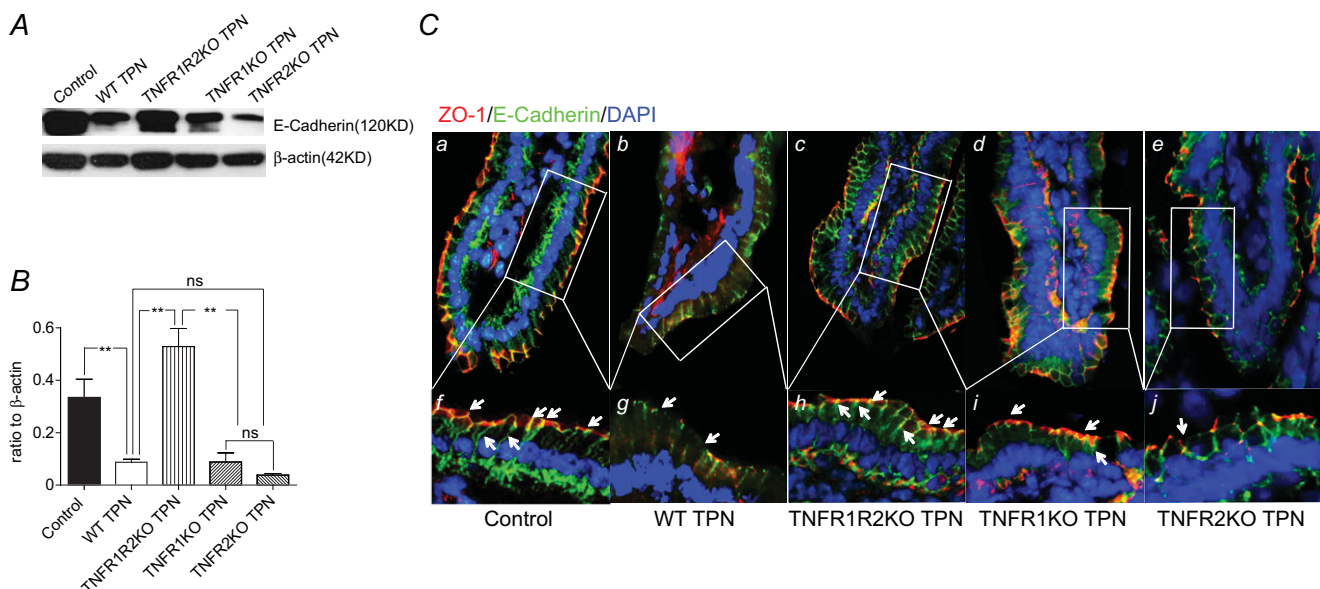 A
Control
WT TPN
TNFR1R2KO TPN
TNFR1KO TPN
TNFR2KO TPN
E-Cadherin(120KD)
β-actin(42KD)
B
ratio to β-actin
0.6
0.4
0.2
0
**
**
**
ns
ns
Control
WT TPN
TNFR1R2KO TPN
TNFR1KO TPN
TNFR2KO TPN
C
ZO-1/E-Cadherin/DAPI
a
b
c
d
e
f
g
h
i
j
Control
WT TPN
TNFR1R2KO TPN
TNFR1KO TPN
TNFR2KO TPN